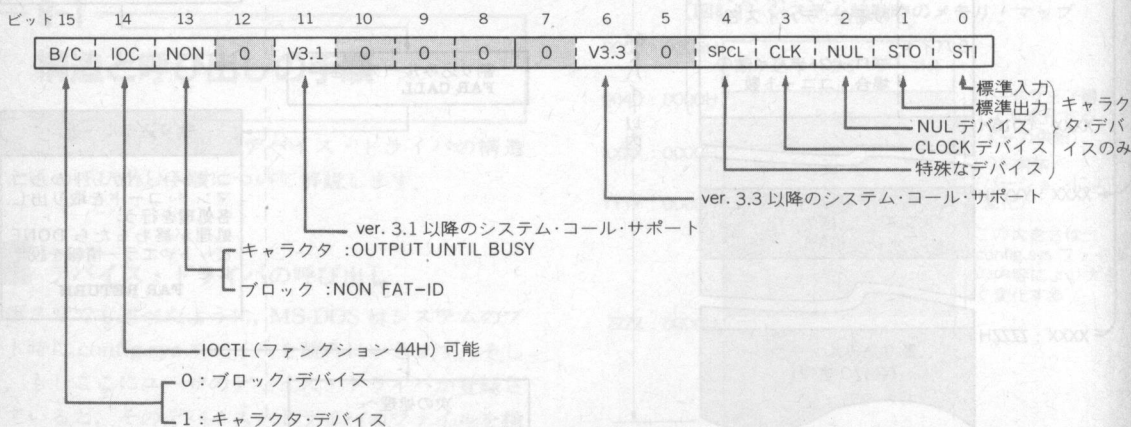 ビット 15 14 13 12 11 10 9 8 7 6 5 4 3 2 1 0
B/C IOC NON 0 V3.1 0 0 0 0 V3.3 0 SPCL CLK NUL STO STI
標準入力
標準出力
NUL デバイス
CLOCK デバイス
特殊なデバイス
キャラク
タ・デバ
イスのみ
ver. 3.3 以降のシステム・コール・サポート
ver. 3.1 以降のシステム・コール・サポート
キャラクタ :OUTPUT UNTIL BUSY
ブロック :NON FAT-ID
IOCTL(ファンクション 44H) 可能
0:ブロック・デバイス
1:キャラクタ・デバイス
FAR CALL
FAR RETURN